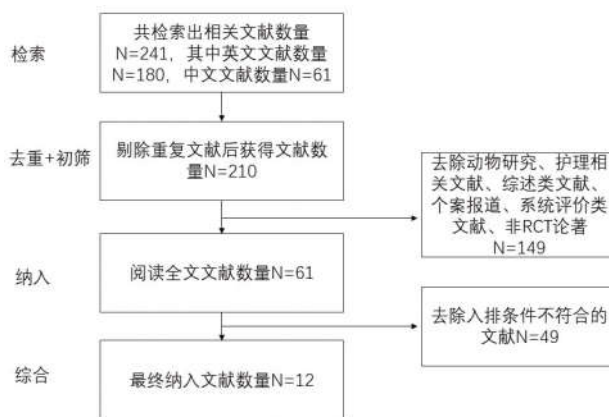 检索
共检索出相关文献数量
N=241，其中英文文献数量
N=180，中文文献数量N=61
去重+初筛
剔除重复文献后获得文献数
量N=210
去除动物研究、护理相
关文献、综述类文献、
个案报道、系统评价类
文献、非RCT论著
N=149
纳入
阅读全文文献数量N=61
去除入排条件不符合的
文献N=49
综合
最终纳入文献数量N=12